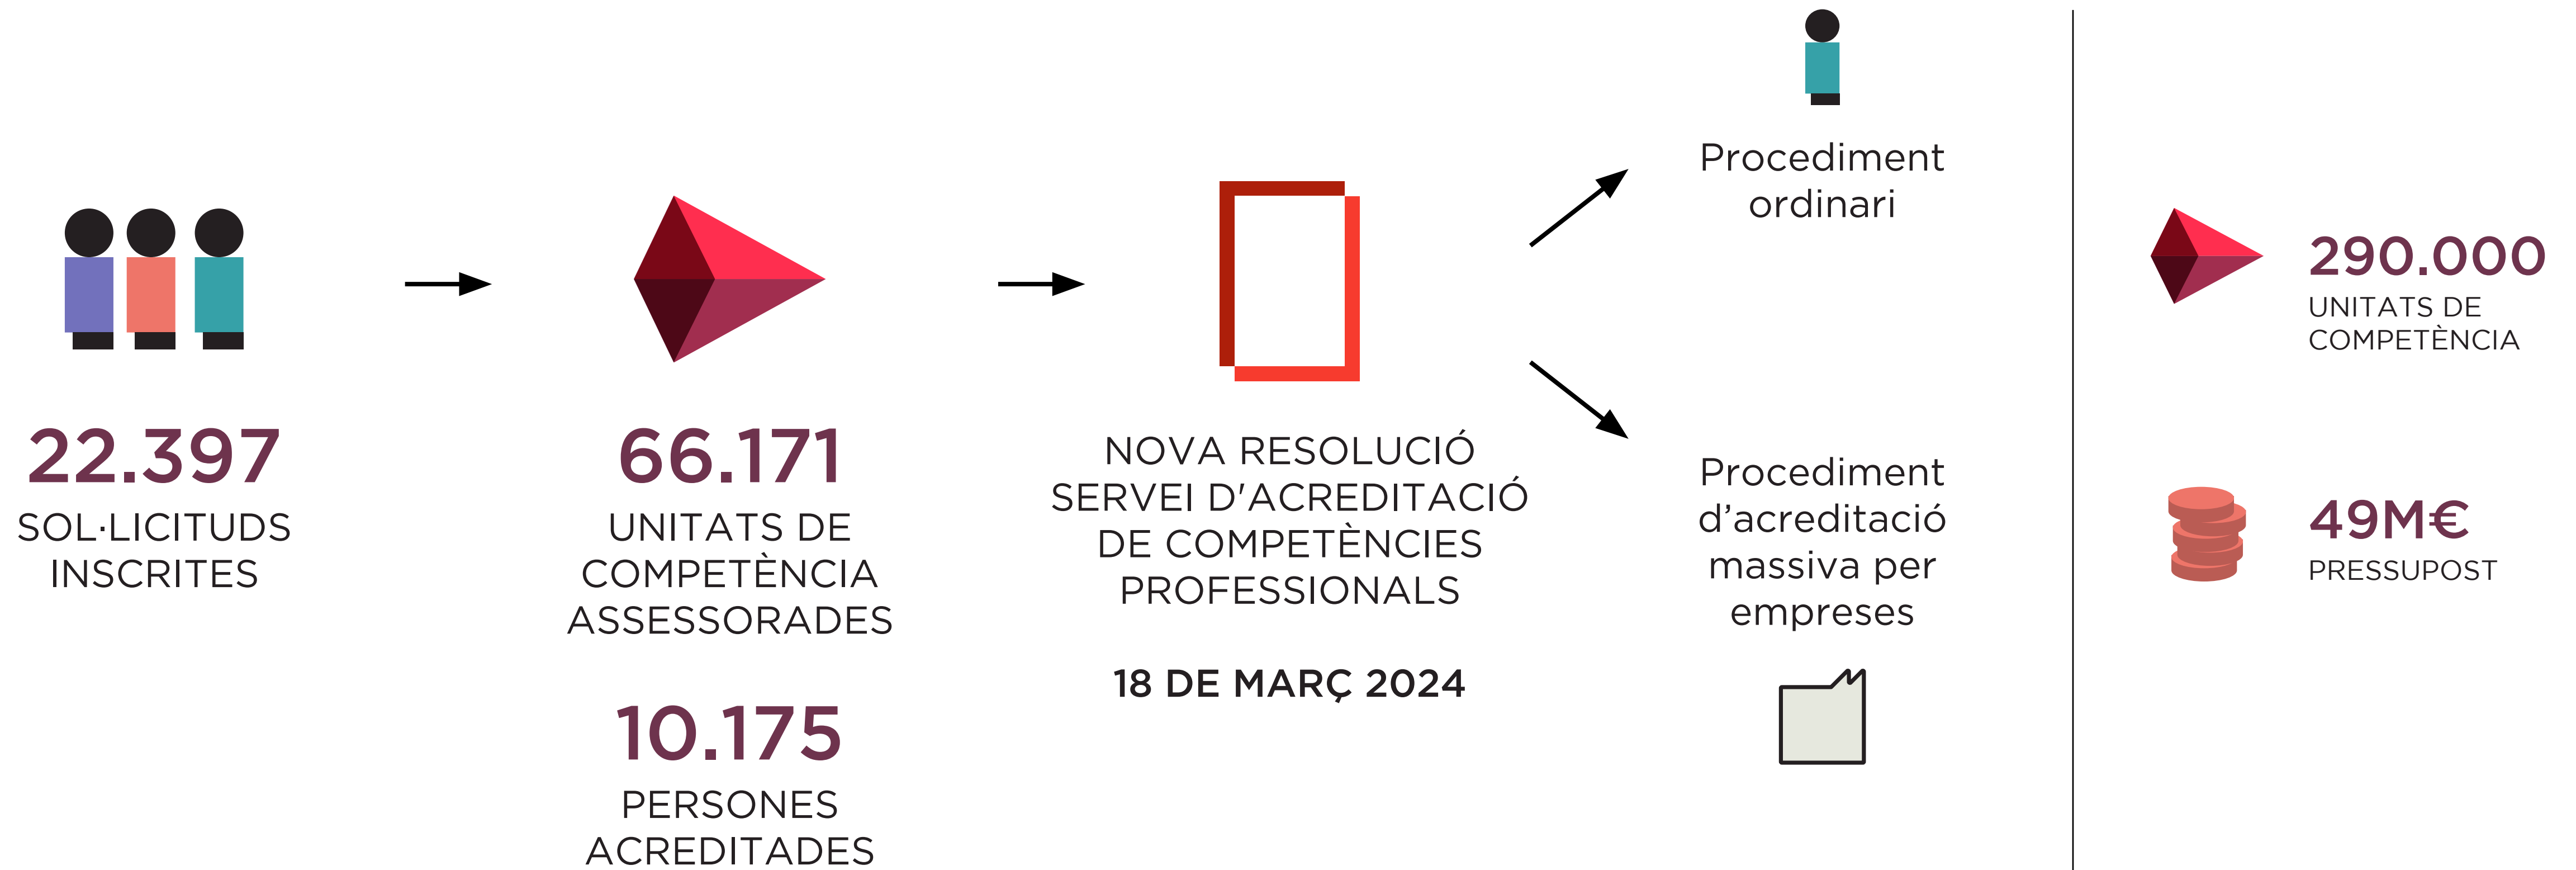 22.397
SOL·LICITUDS
INSCRITES
66.171
UNITATS DE
COMPETÈNCIA
ASSESSORADES
10.175
PERSONES
ACREDITADES
NOVA RESOLUCIÓ
SERVEI D'ACREDITACIÓ
DE COMPETÈNCIES
PROFESSIONALS
18 DE MARÇ 2024
Procediment
ordinari
Procediment
d’acreditació
massiva per
empreses
290.000
UNITATS DE
COMPETÈNCIA
49M€
PRESSUPOST